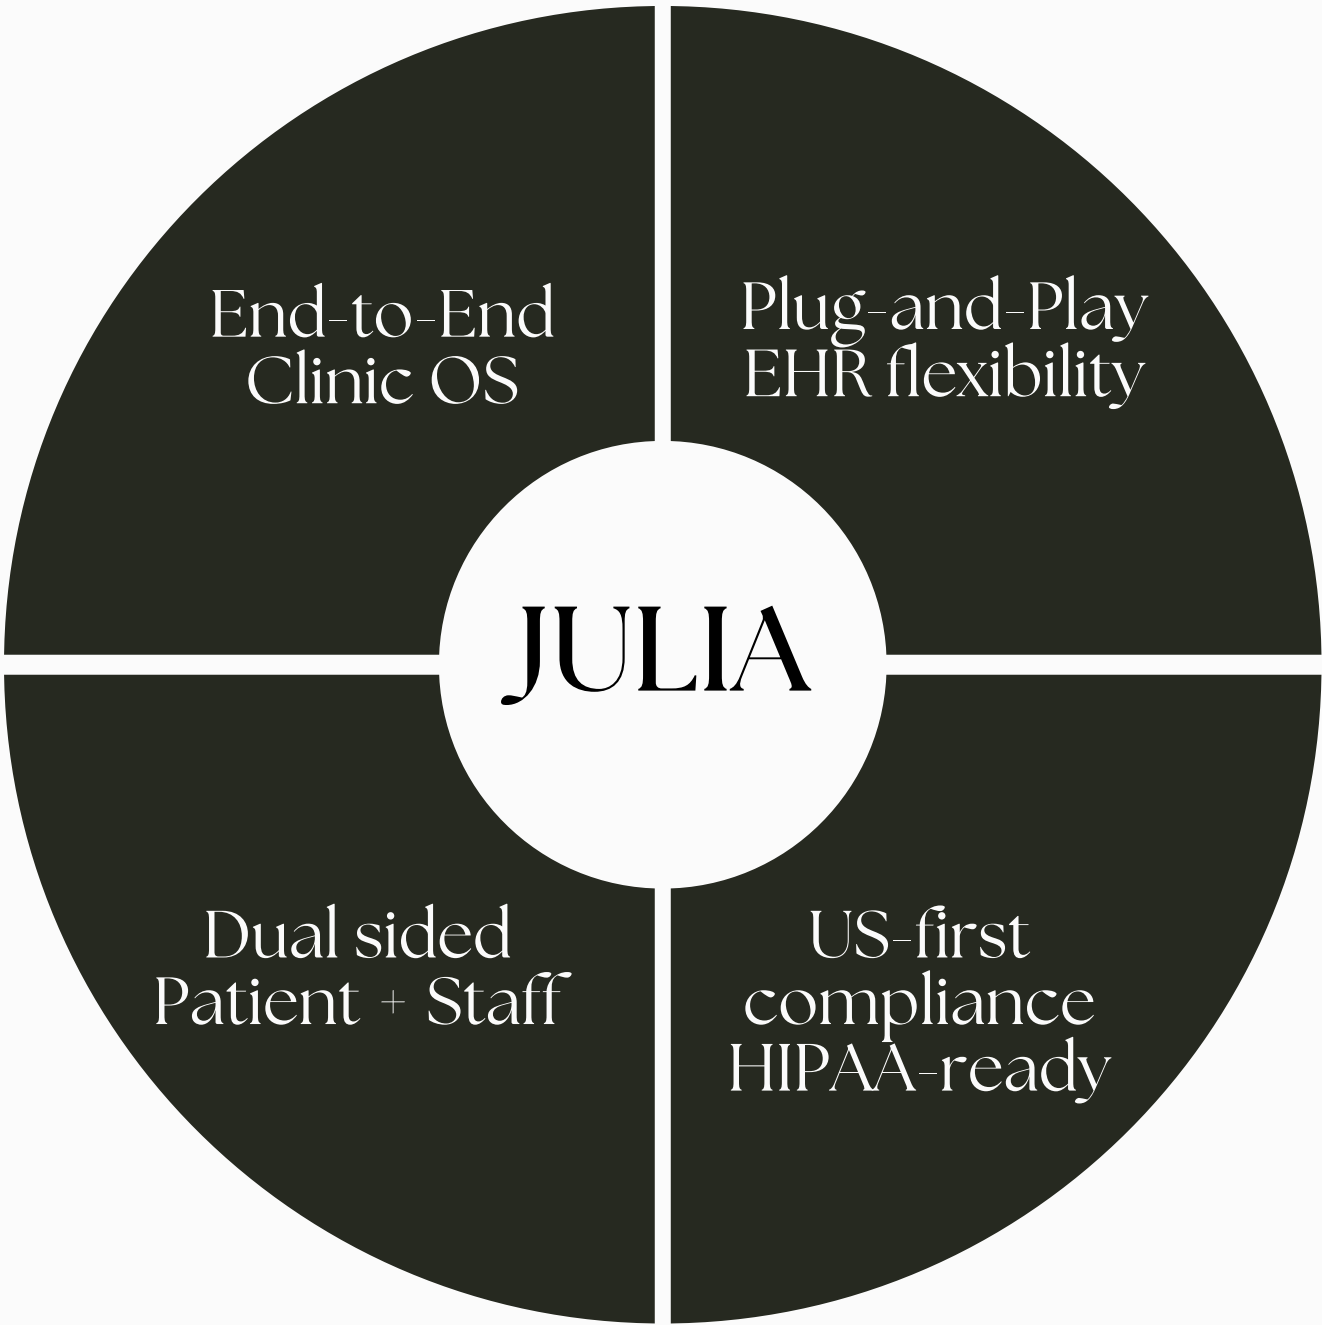 End-to-End
Clinic OS
Plug-and-Play
EHR flexibility
JULIA
Dual sided
Patient + Staff
US-first
compliance
HIPAA-ready